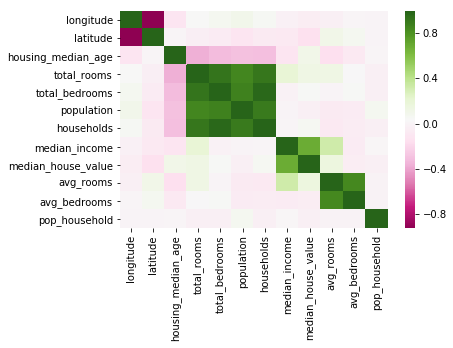 longitude
latitude
housing_median_age
total_rooms
total_bedrooms
population
households
median_income
median_house_value
avg_rooms
avg_bedrooms
pop_household
0.8
0.4
0.0
−0.4
−0.8
longitude
latitude
housing_median_age
total_rooms
total_bedrooms
population
households
median_income
median_house_value
avg_rooms
avg_bedrooms
pop_household